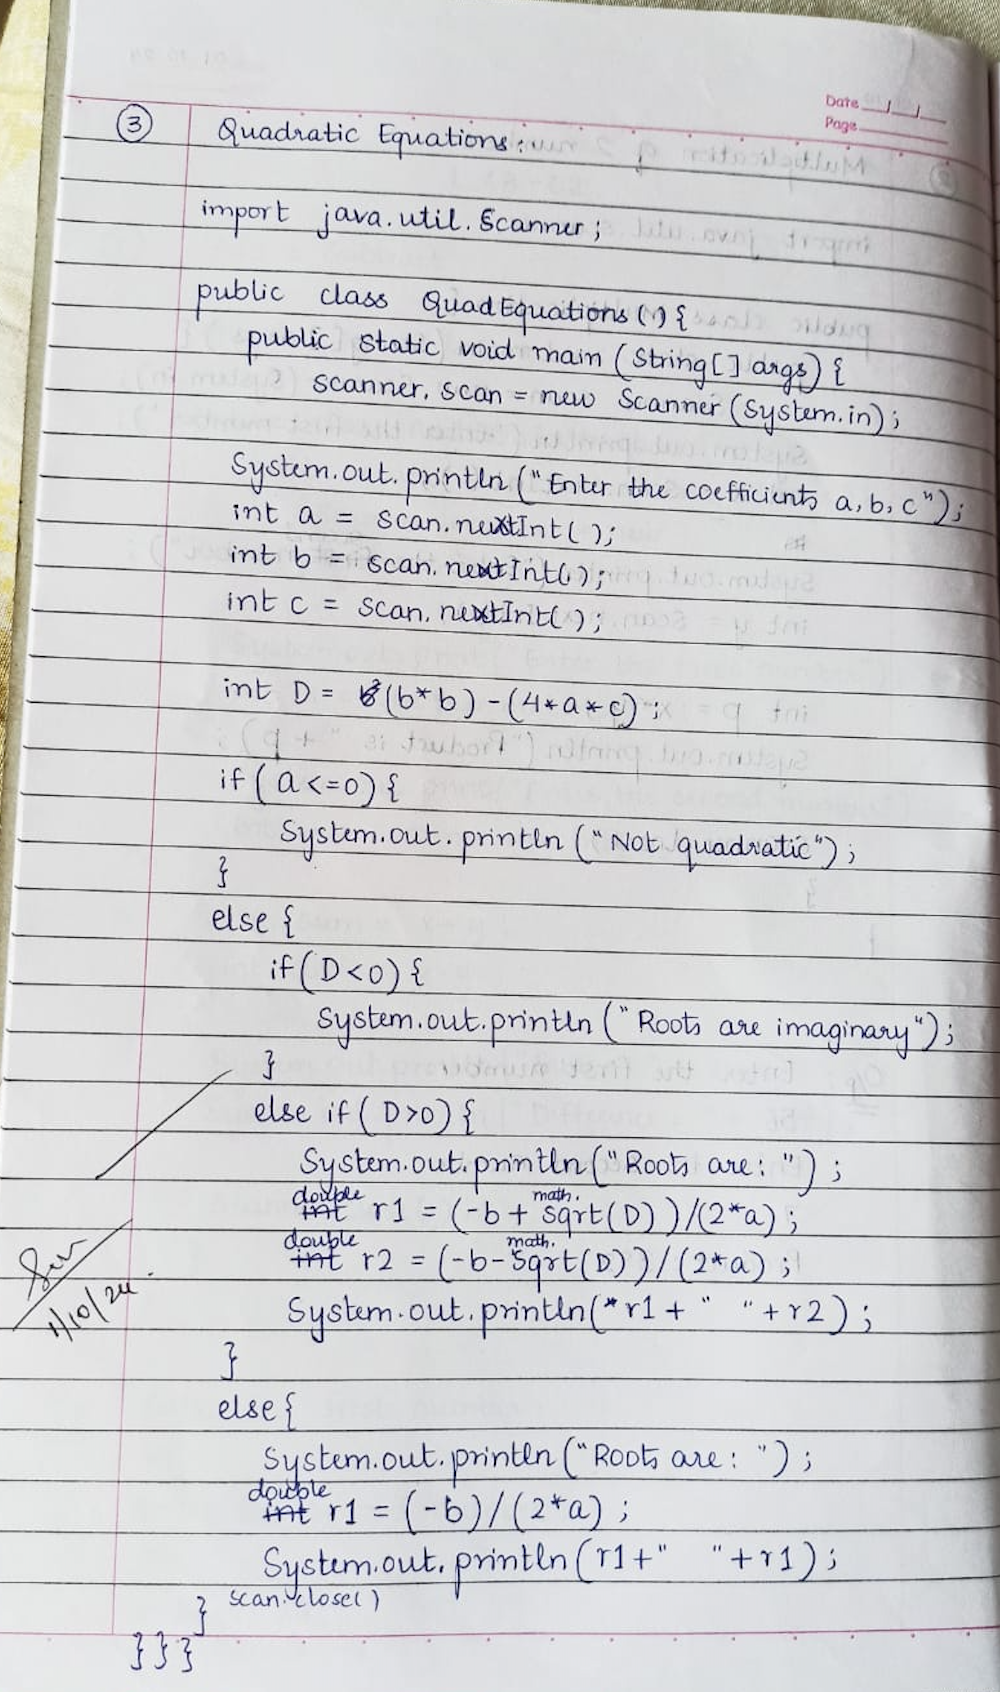 Date
Page
3 Quadratic Equations:
import java.util.Scanner;
public class QuadEquations () {
public static void main (String[] args) {
scanner. scan = new Scanner (System.in);
System.out.println ("Enter the coefficients a, b, c");
int a = scan.nextInt();
int b = scan.nextInt();
int c = scan.nextInt();
int D = (b*b) - (4*a*c);
if (a<=0) {
System.out.println ("Not quadratic");
}
else {
if (D<0) {
System.out.println ("Roots are imaginary");
}
else if (D>0) {
System.out.println ("Roots are: ");
double
int r1 = (-b + math. sqrt(D))/(2*a);
double
int r2 = (-b - math. sqrt(D))/(2*a);
System.out.println(*r1 + " " + r2);
}
else {
System.out.println ("Roots are: ");
double
int r1 = (-b)/(2*a);
System.out.println (r1+" "+r1);
} scan.close()
} } }
1/10/24.